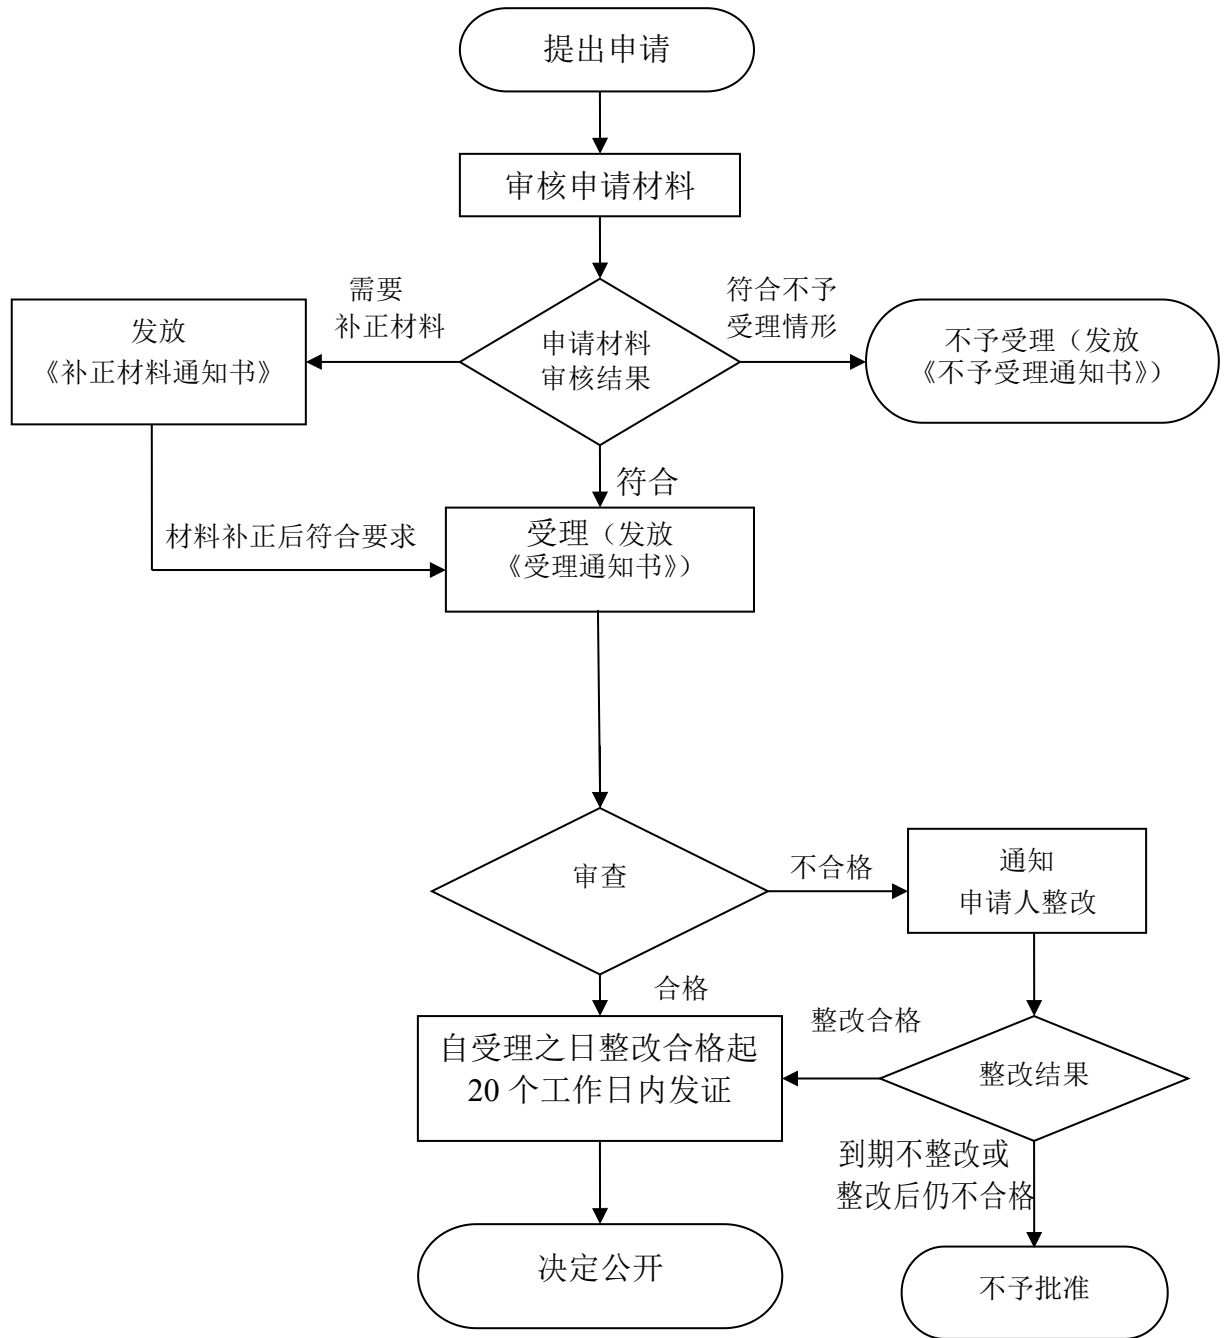 提出申请
审核申请材料
需要
补正材料
符合不予
受理情形
发放
《补正材料通知书》
申请材料
审核结果
不予受理（发放
《不予受理通知书》）
符合
材料补正后符合要求
受理（发放
《受理通知书》）
审查
不合格
通知
申请人整改
合格
整改合格
自受理之日整改合格起
20 个工作日内发证
整改结果
到期不整改或
整改后仍不合格
决定公开
不予批准